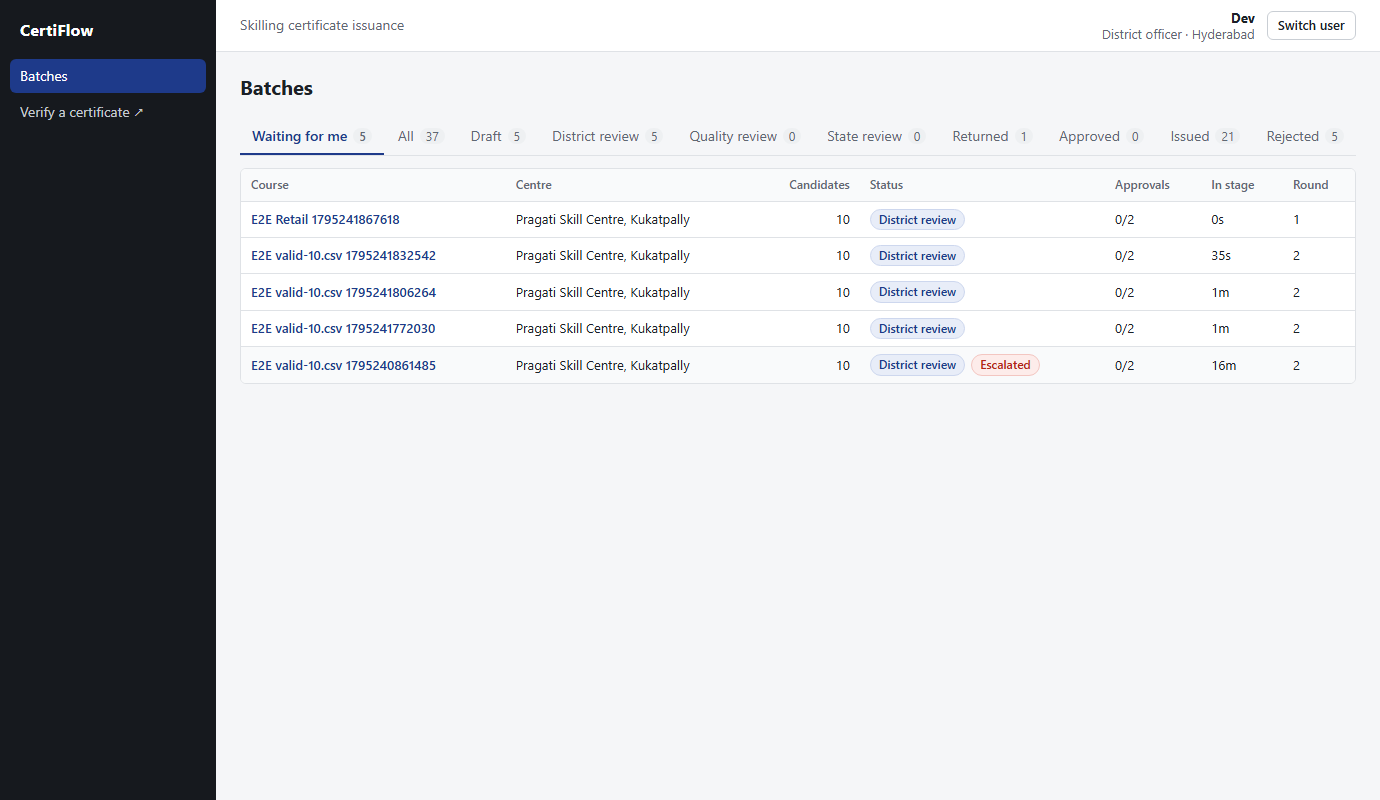 CertiFlow
Batches
Verify a certificate ↗
Skilling certificate issuance
Dev
District officer · Hyderabad
Switch user
Batches
Waiting for me 5 All 37 Draft 5 District review 5 Quality review 0 State review 0 Returned 1 Approved 0 Issued 21 Rejected 5
Course Centre Candidates Status Approvals In stage Round
E2E Retail 1795241867618 Pragati Skill Centre, Kukatpally 10 District review 0/2 0s 1
E2E valid-10.csv 1795241832542 Pragati Skill Centre, Kukatpally 10 District review 0/2 35s 2
E2E valid-10.csv 1795241806264 Pragati Skill Centre, Kukatpally 10 District review 0/2 1m 2
E2E valid-10.csv 1795241772030 Pragati Skill Centre, Kukatpally 10 District review 0/2 1m 2
E2E valid-10.csv 1795240861485 Pragati Skill Centre, Kukatpally 10 District review Escalated 0/2 16m 2